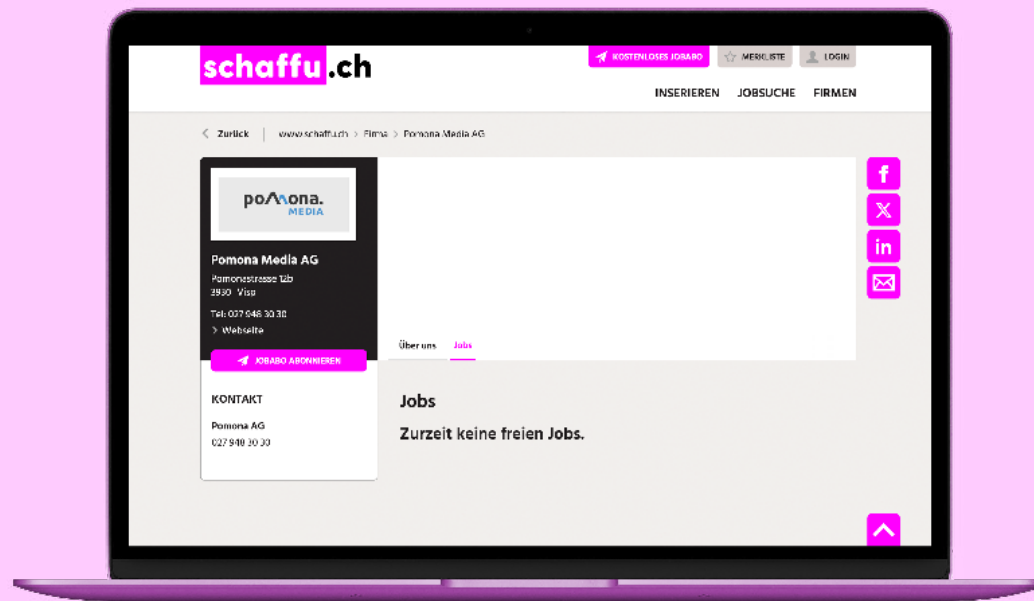 schaffu.ch
KOSTENLOSES JOBABO
MERKLISTE
LOGIN
INSERIEREN JOBSUCHE FIRMEN
Zurück
www.schaffu.ch > Firma > Pomona Media AG
pomona.
MEDIA
Pomona Media AG
Pomonastrasse 12b
3930 Visp
Tel: 027 948 30 30
> Webseite
JOBABO ABONNIEREN
KONTAKT
Pomona AG
027 948 30 30
Über uns Jobs
Jobs
Zurzeit keine freien Jobs.
f
X
in